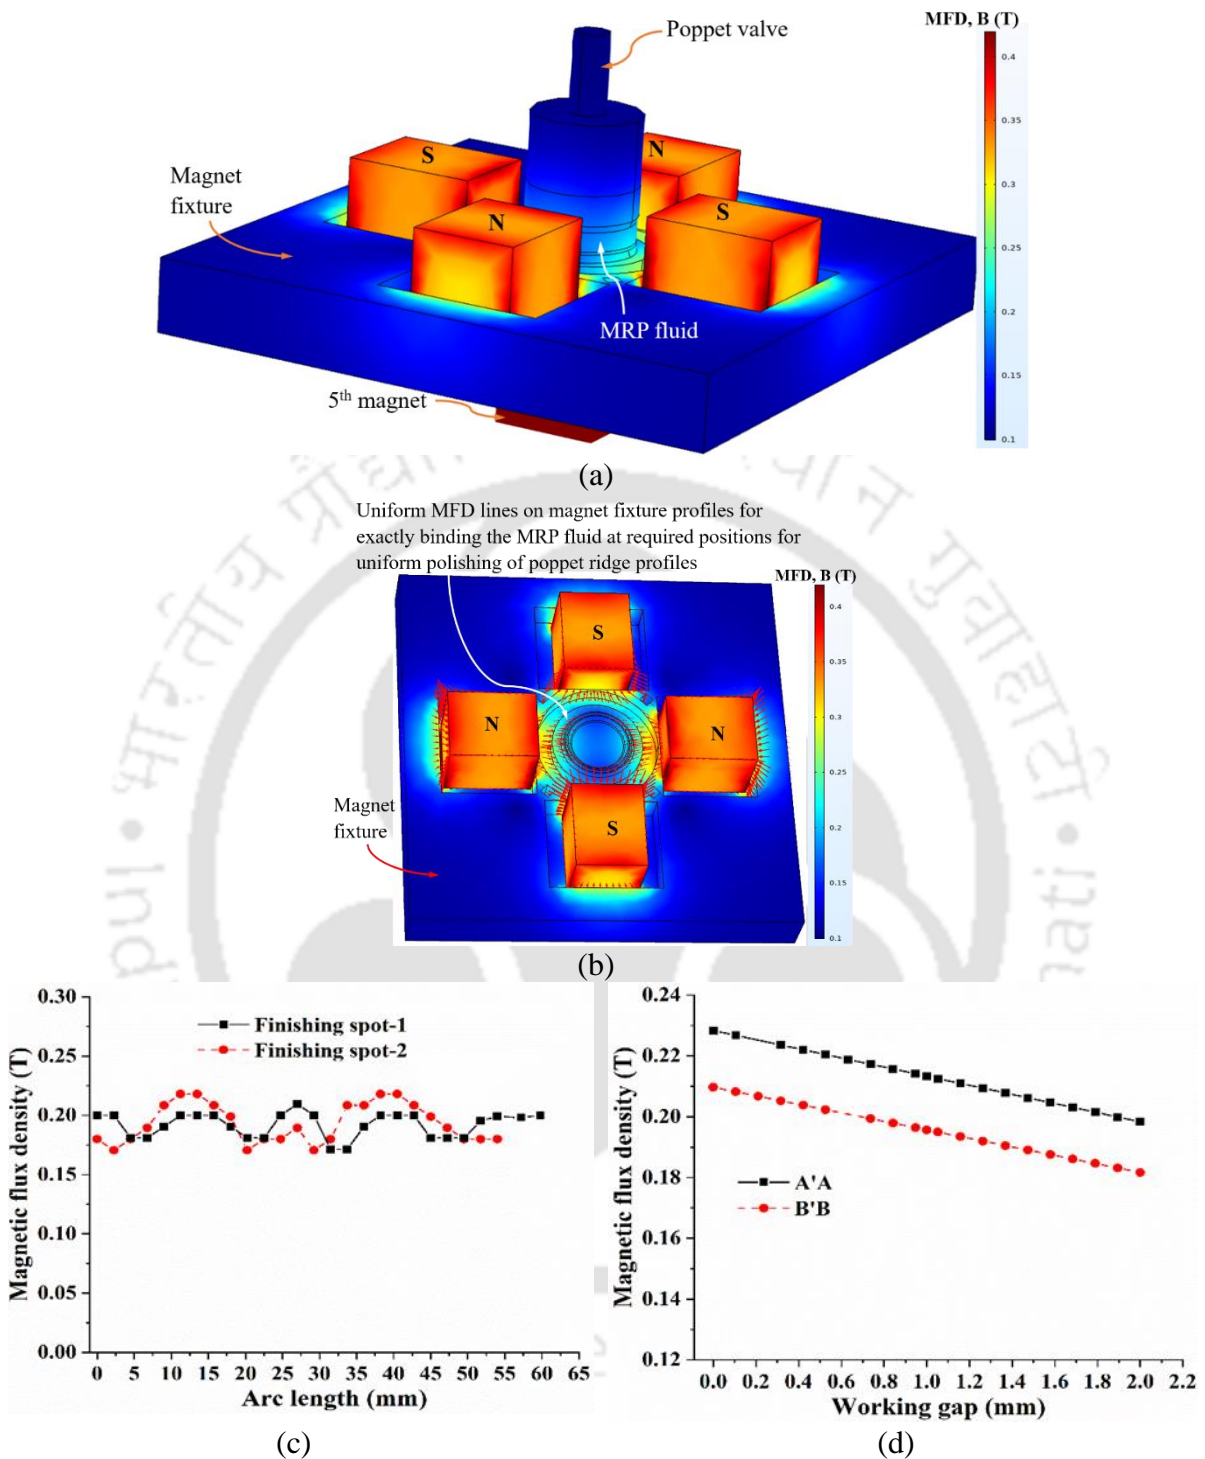 MFD, B (T)
Poppet valve
0.4
0.35
0.3
0.25
0.2
0.15
0.1
S
N
N
S
Magnet
fixture
MRP fluid
5th magnet
(a)
Uniform MFD lines on magnet fixture profiles for
exactly binding the MRP fluid at required positions for
uniform polishing of poppet ridge profiles
MFD, B (T)
0.4
0.35
0.3
0.25
0.2
0.15
0.1
S
N
N
S
Magnet
fixture
(b)
Magnetic flux density (T)
0.30
0.25
0.20
0.15
0.10
0.05
0.00
Finishing spot-1
Finishing spot-2
0 5 10 15 20 25 30 35 40 45 50 55 60 65
Arc length (mm)
(c)
Magnetic flux density (T)
0.24
0.22
0.20
0.18
0.16
0.14
0.12
A'A
B'B
0.0 0.2 0.4 0.6 0.8 1.0 1.2 1.4 1.6 1.8 2.0 2.2
Working gap (mm)
(d)